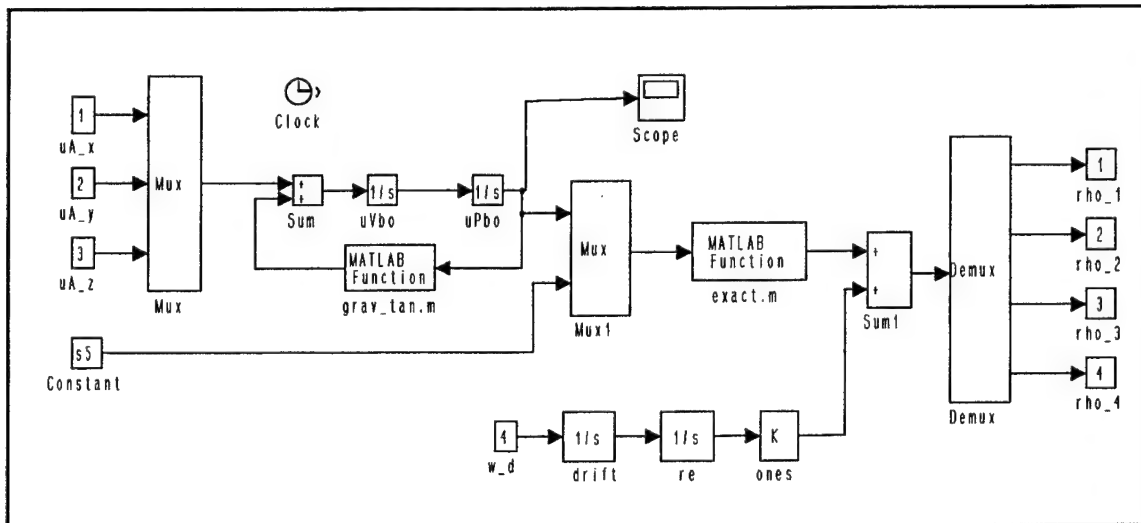 1
uA_x
2
uA_y
3
uA_z
Mux
Mux
Clock
+
+
Sum
1/s
uVbo
1/s
uPbo
MATLAB
Function
grav_tan.m
s5
Constant
Scope
Mux
Mux1
MATLAB
Function
exact.m
+
+
Sum1
4
w_d
1/s
drift
1/s
re
K
ones
Demux
Demux
1
rho_1
2
rho_2
3
rho_3
4
rho_4